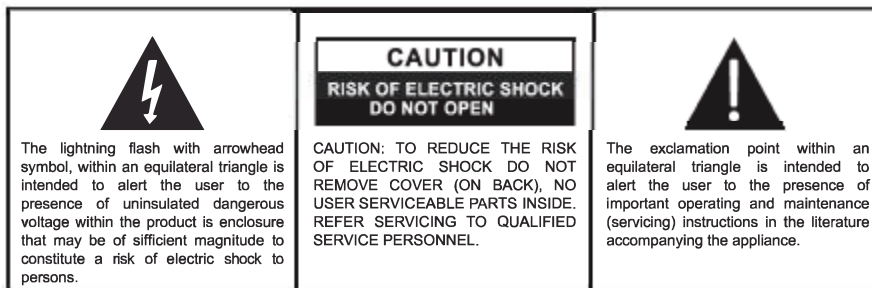 The lightning flash with arrowhead
symbol, within an equilateral triangle is
intended to alert the user to the
presence of uninsulated dangerous
voltage within the product is enclosure
that may be of sifficient magnitude to
constitute a risk of electric shock to
persons.
CAUTION
RISK OF ELECTRIC SHOCK
DO NOT OPEN
CAUTION: TO REDUCE THE RISK
OF ELECTRIC SHOCK DO NOT
REMOVE COVER (ON BACK), NO
USER SERVICEABLE PARTS INSIDE.
REFER SERVICING TO QUALIFIED
SERVICE PERSONNEL.
The exclamation point within an
equilateral triangle is intended to
alert the user to the presence of
important operating and maintenance
(servicing) instructions in the literature
accompanying the appliance.